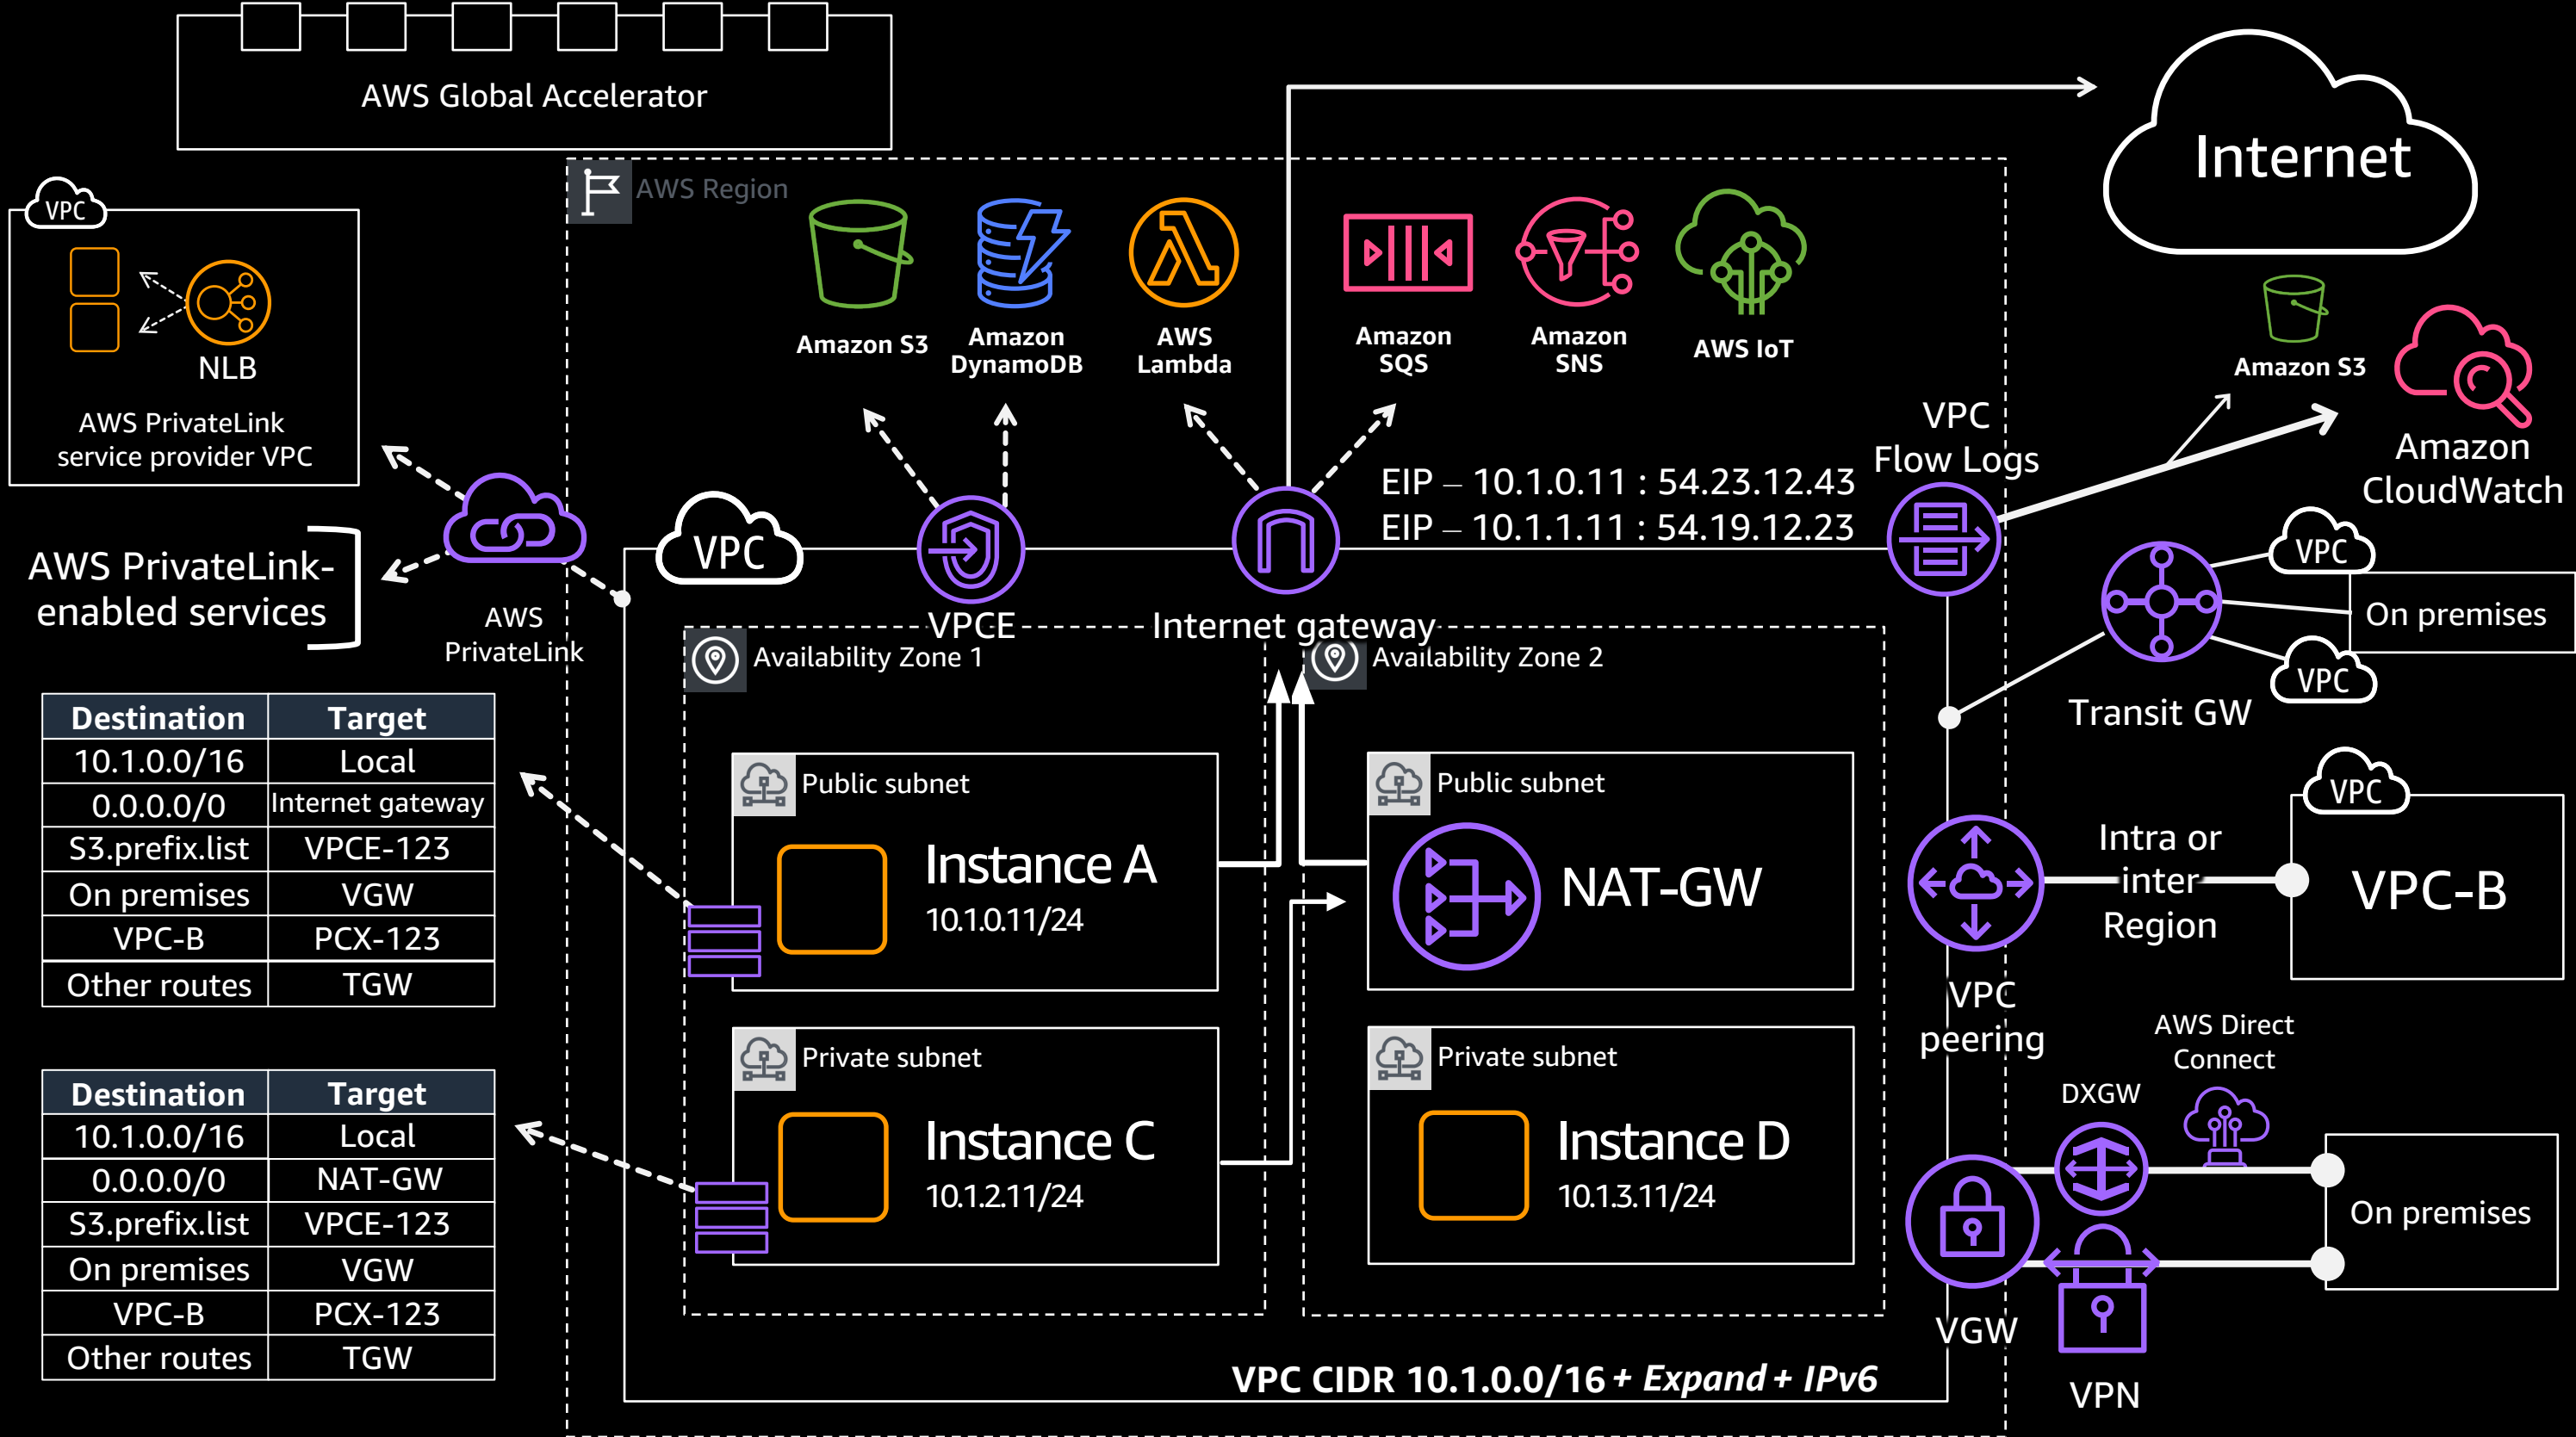 AWS Global Accelerator
Internet
AWS Region
VPC
NLB
AWS PrivateLink
service provider VPC
Amazon S3
Amazon
DynamoDB
AWS
Lambda
Amazon
SQS
Amazon
SNS
AWS IoT
Amazon S3
Amazon
CloudWatch
VPC
Flow Logs
EIP – 10.1.0.11 : 54.23.12.43
EIP – 10.1.1.11 : 54.19.12.23
AWS PrivateLink-
enabled services
AWS
PrivateLink
VPC
VPCE
Internet gateway
VPC
On premises
VPC
Transit GW
Availability Zone 1
Availability Zone 2
Destination Target
10.1.0.0/16 Local
0.0.0.0/0 Internet gateway
S3.prefix.list VPCE-123
On premises VGW
VPC-B PCX-123
Other routes TGW
Public subnet
Instance A
10.1.0.11/24
Public subnet
NAT-GW
VPC
peering
Intra or
inter
Region
VPC
VPC-B
Destination Target
10.1.0.0/16 Local
0.0.0.0/0 NAT-GW
S3.prefix.list VPCE-123
On premises VGW
VPC-B PCX-123
Other routes TGW
Private subnet
Instance C
10.1.2.11/24
Private subnet
Instance D
10.1.3.11/24
AWS Direct
Connect
DXGW
On premises
VGW
VPN
VPC CIDR 10.1.0.0/16 + Expand + IPv6